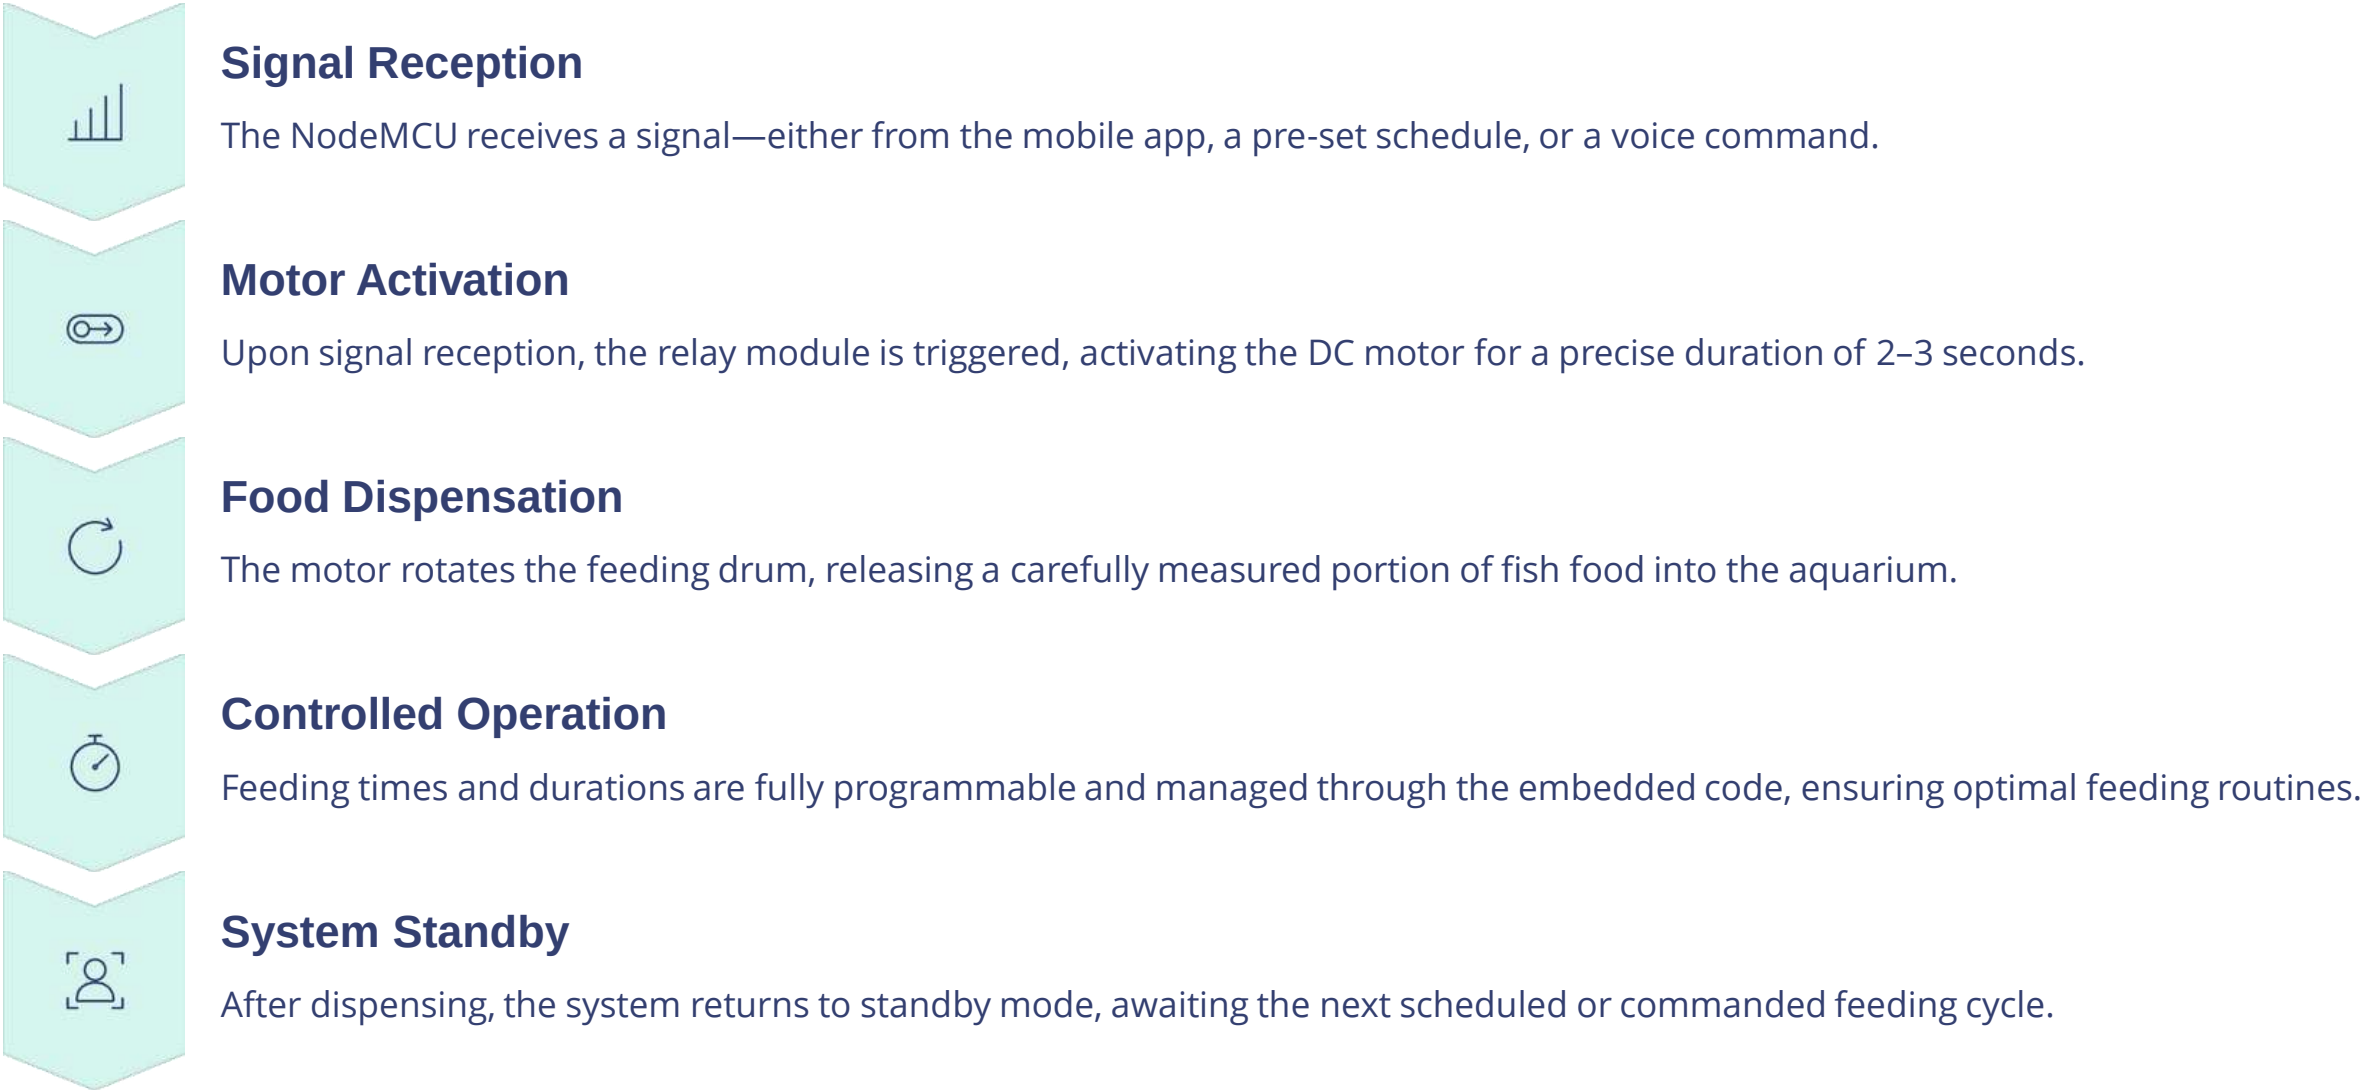 Signal Reception
The NodeMCU receives a signal—either from the mobile app, a pre-set schedule, or a voice command.
Motor Activation
Upon signal reception, the relay module is triggered, activating the DC motor for a precise duration of 2–3 seconds.
Food Dispensation
The motor rotates the feeding drum, releasing a carefully measured portion of fish food into the aquarium.
Controlled Operation
Feeding times and durations are fully programmable and managed through the embedded code, ensuring optimal feeding routines.
System Standby
After dispensing, the system returns to standby mode, awaiting the next scheduled or commanded feeding cycle.